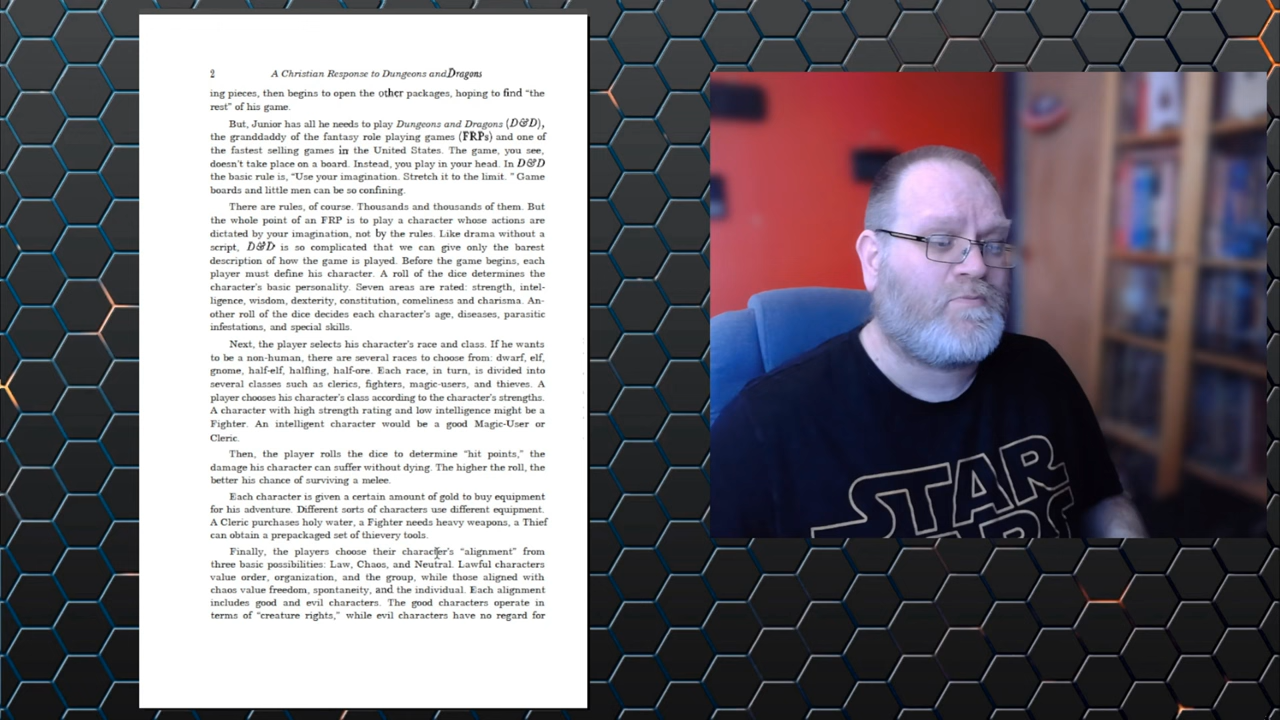 2 A Christian Response to Dungeons and Dragons
ing pieces, then begins to open the other packages, hoping to find “the
rest” of his game.
But, Junior has all he needs to play Dungeons and Dragons (D&D),
the granddaddy of the fantasy role playing games (FRPs) and one of
the fastest selling games in the United States. The game, you see,
doesn't take place on a board. Instead, you play in your head. In D&D
the basic rule is, “Use your imagination. Stretch it to the limit. ” Game
boards and little men can be so confining.
There are rules, of course. Thousands and thousands of them. But
the whole point of an FRP is to play a character whose actions are
dictated by your imagination, not by the rules. Like drama without a
script, D&D is so complicated that we can give only the barest
description of how the game is played. Before the game begins, each
player must define his character. A roll of the dice determines the
character's basic personality. Seven areas are rated: strength, intel-
ligence, wisdom, dexterity, constitution, comeliness and charisma. An-
other roll of the dice decides each character's age, diseases, parasitic
infestations, and special skills.
Next, the player selects his character's race and class. If he wants
to be a non-human, there are several races to choose from: dwarf, elf,
gnome, half-elf, halfling, half-orc. Each race, in turn, is divided into
several classes such as clerics, fighters, magic-users, and thieves. A
player chooses his character's class according to the character's strengths.
A character with high strength rating and low intelligence might be a
Fighter. An intelligent character would be a good Magic-User or
Cleric.
Then, the player rolls the dice to determine “hit points,” the
damage his character can suffer without dying. The higher the roll, the
better his chance of surviving a melee.
Each character is given a certain amount of gold to buy equipment
for his adventure. Different sorts of characters use different equipment.
A Cleric purchases holy water, a Fighter needs heavy weapons, a Thief
can obtain a prepackaged set of thievery tools.
Finally, the players choose their character's “alignment” from
three basic possibilities: Law, Chaos, and Neutral. Lawful characters
value order, organization, and the group, while those aligned with
chaos value freedom, spontaneity, and the individual. Each alignment
includes good and evil characters. The good characters operate in
terms of “creature rights,” while evil characters have no regard for
STAR
WARS